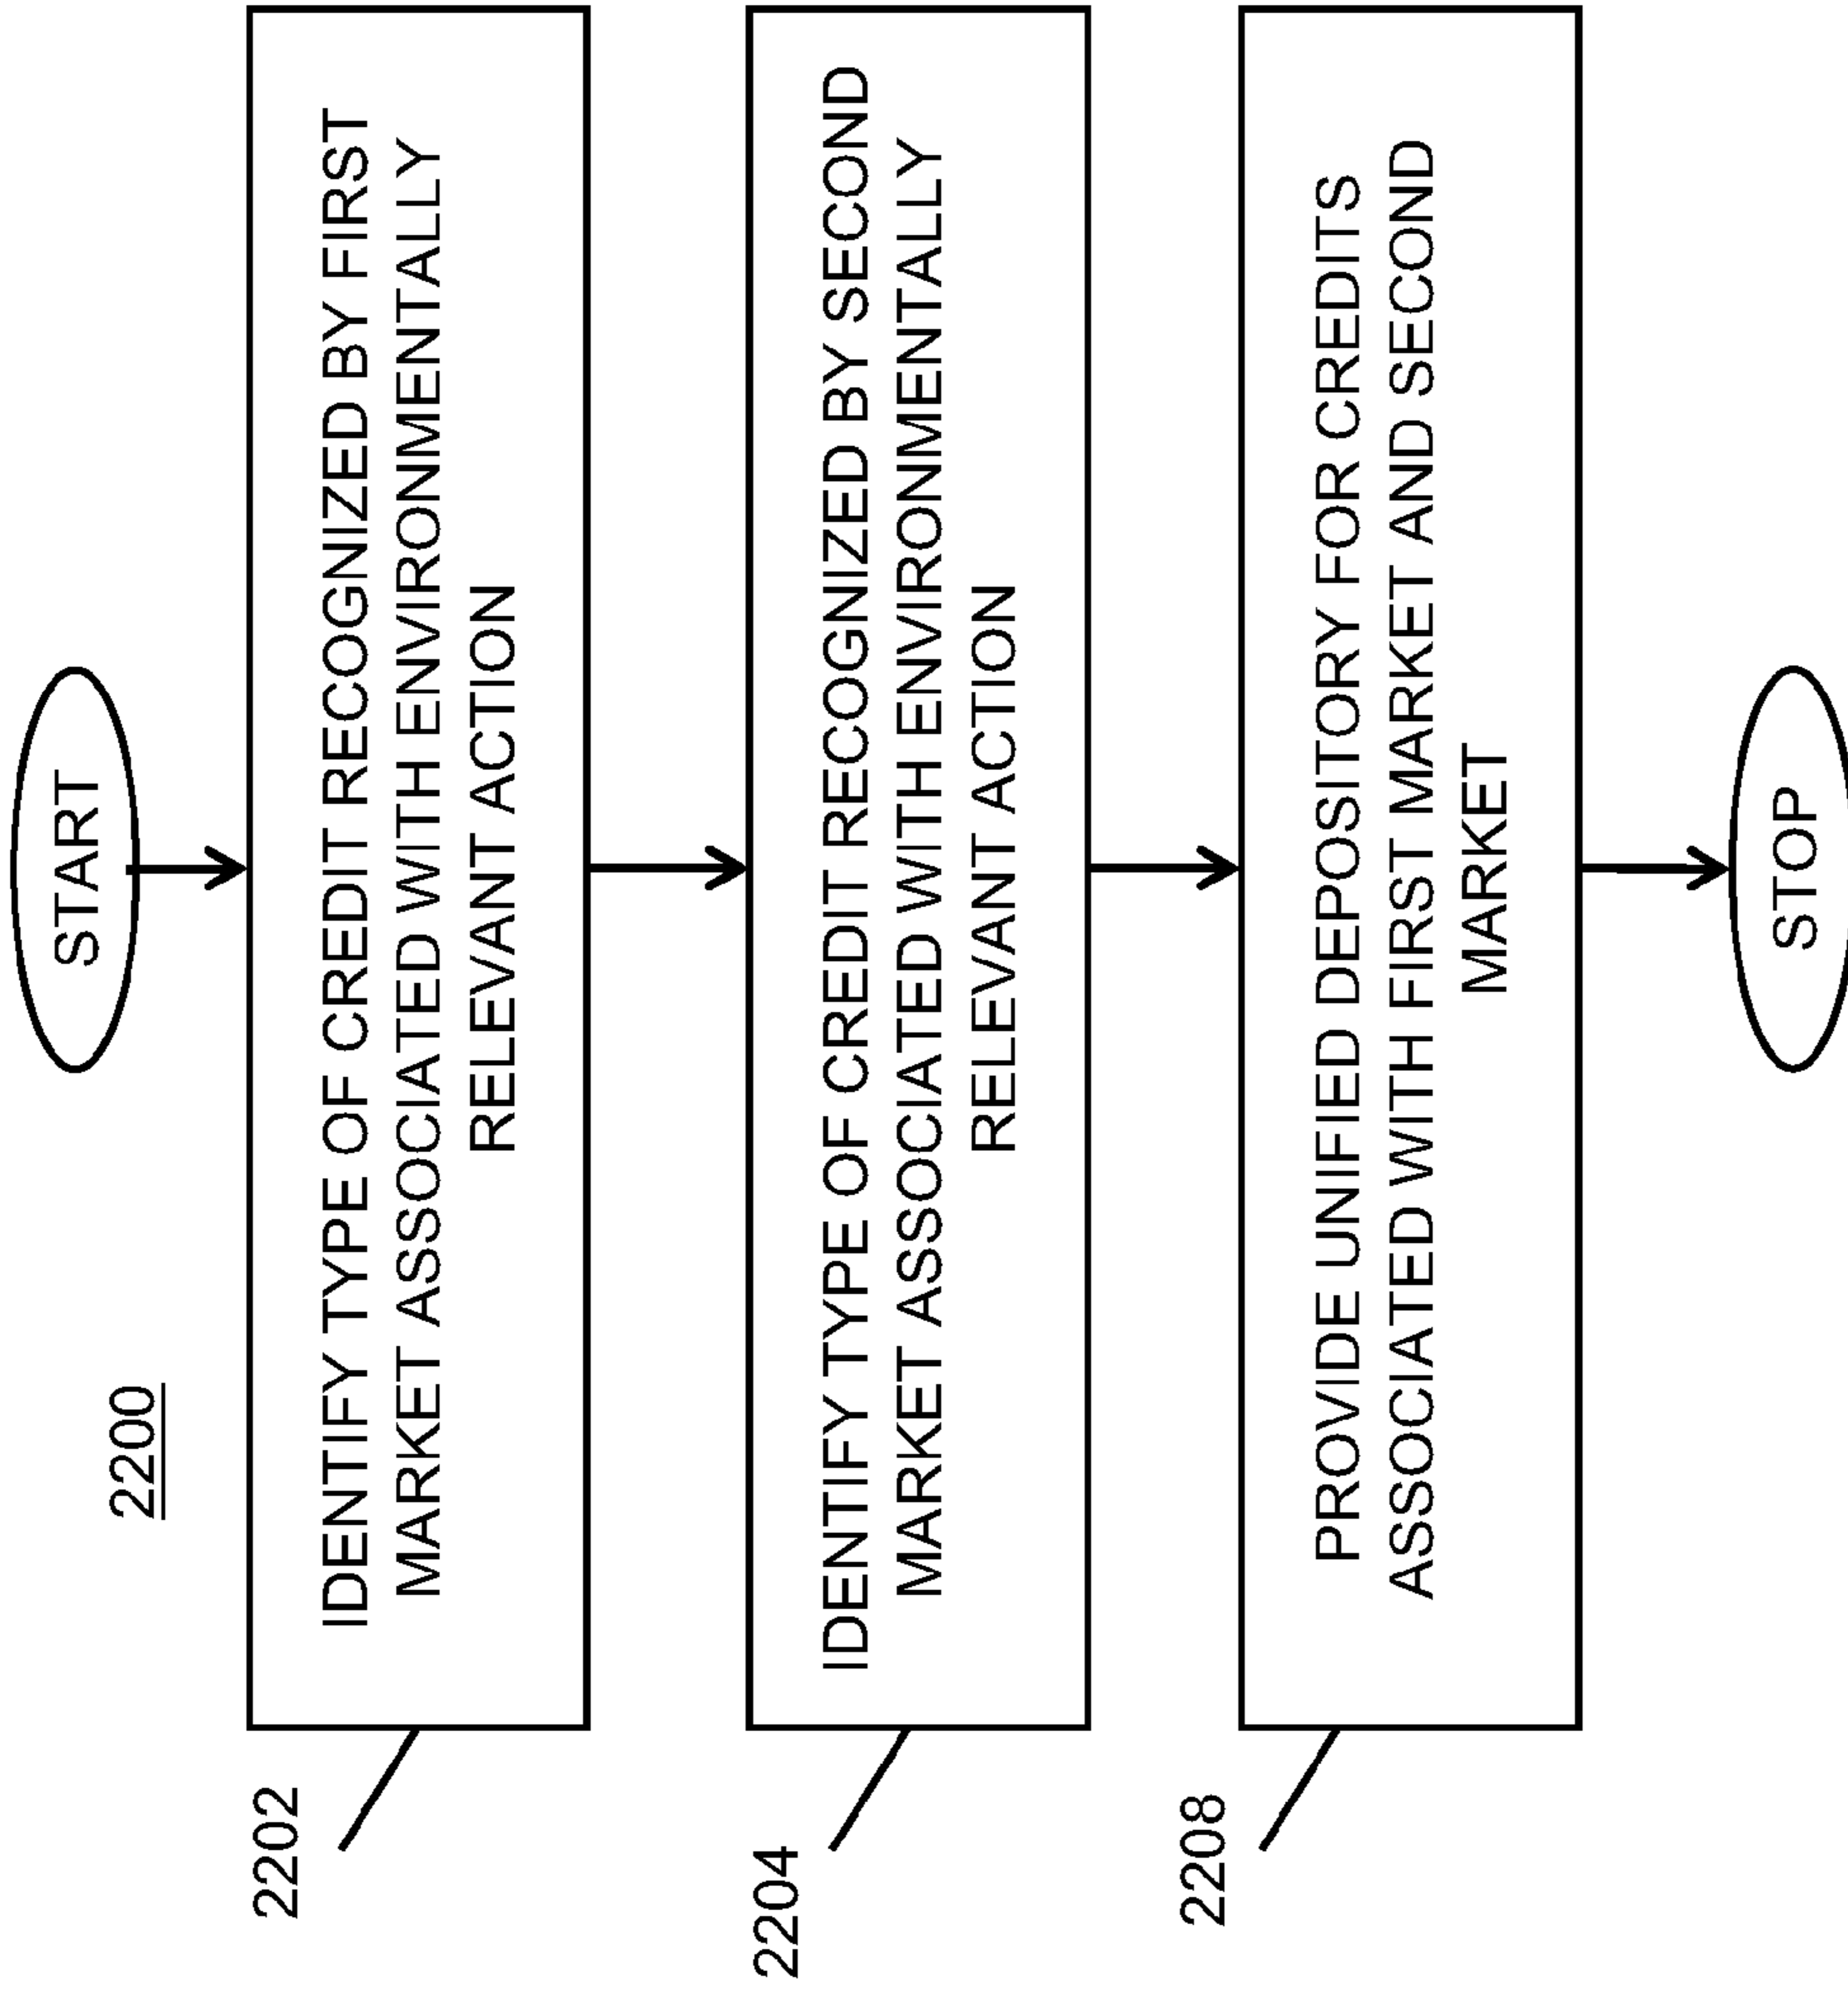 2200
START
2202
IDENTIFY TYPE OF CREDIT RECOGNIZED BY FIRST
MARKET ASSOCIATED WITH ENVIRONMENTALLY
RELEVANT ACTION
2204
IDENTIFY TYPE OF CREDIT RECOGNIZED BY SECOND
MARKET ASSOCIATED WITH ENVIRONMENTALLY
RELEVANT ACTION
2208
PROVIDE UNIFIED DEPOSITORY FOR CREDITS
ASSOCIATED WITH FIRST MARKET AND SECOND
MARKET
STOP